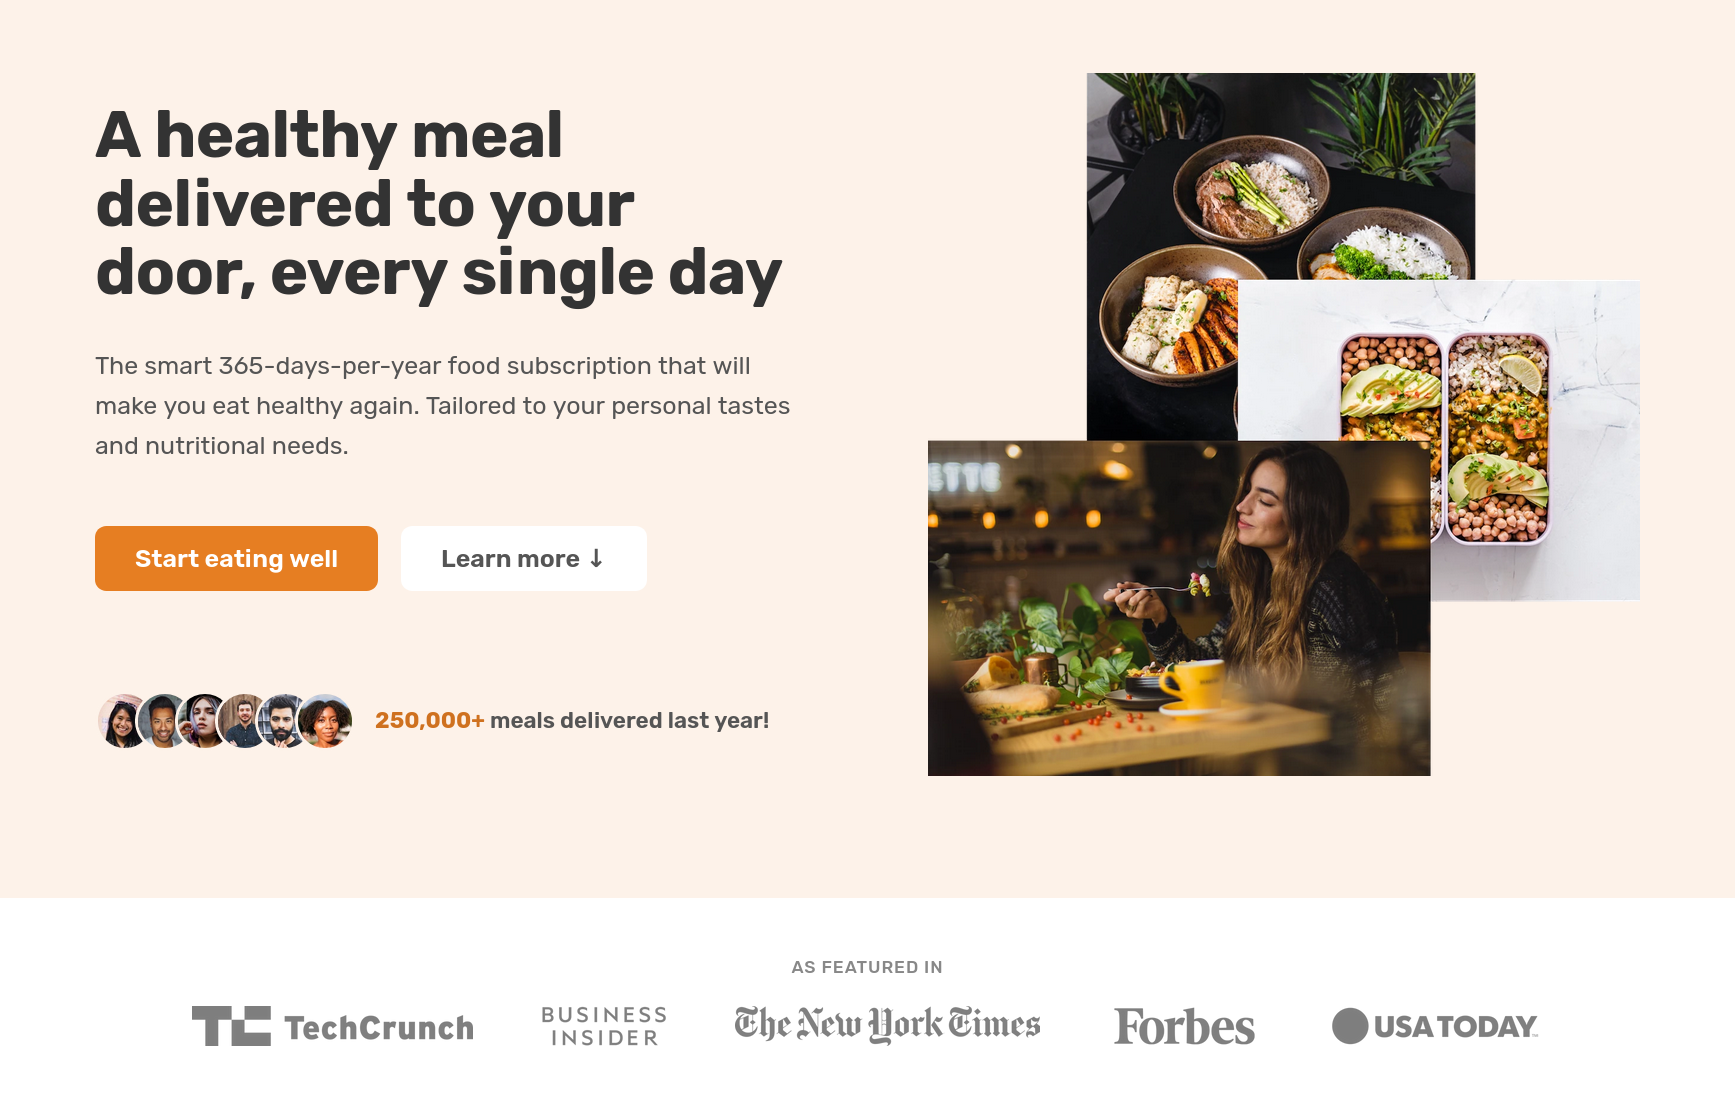 A healthy meal
delivered to your
door, every single day
The smart 365-days-per-year food subscription that will
make you eat healthy again. Tailored to your personal tastes
and nutritional needs.
Start eating well
Learn more ↓
250,000+ meals delivered last year!
ETTE
AS FEATURED IN
TC TechCrunch
BUSINESS
INSIDER
The New York Times
Forbes
USA TODAY